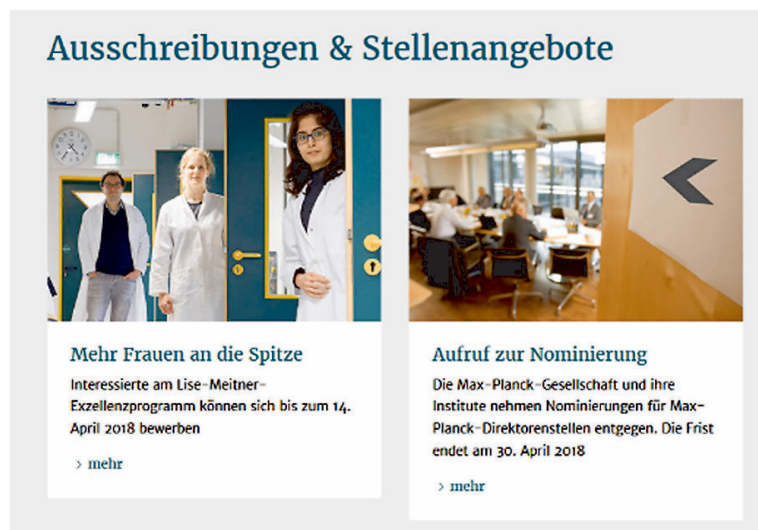 Ausschreibungen & Stellenangebote
Mehr Frauen an die Spitze
Interessierte am Lise-Meitner-
Exzellenzprogramm können sich bis zum 14.
April 2018 bewerben
> mehr
Aufruf zur Nominierung
Die Max-Planck-Gesellschaft und ihre
Institute nehmen Nominierungen für Max-
Planck-Direktorenstellen entgegen. Die Frist
endet am 30. April 2018
> mehr